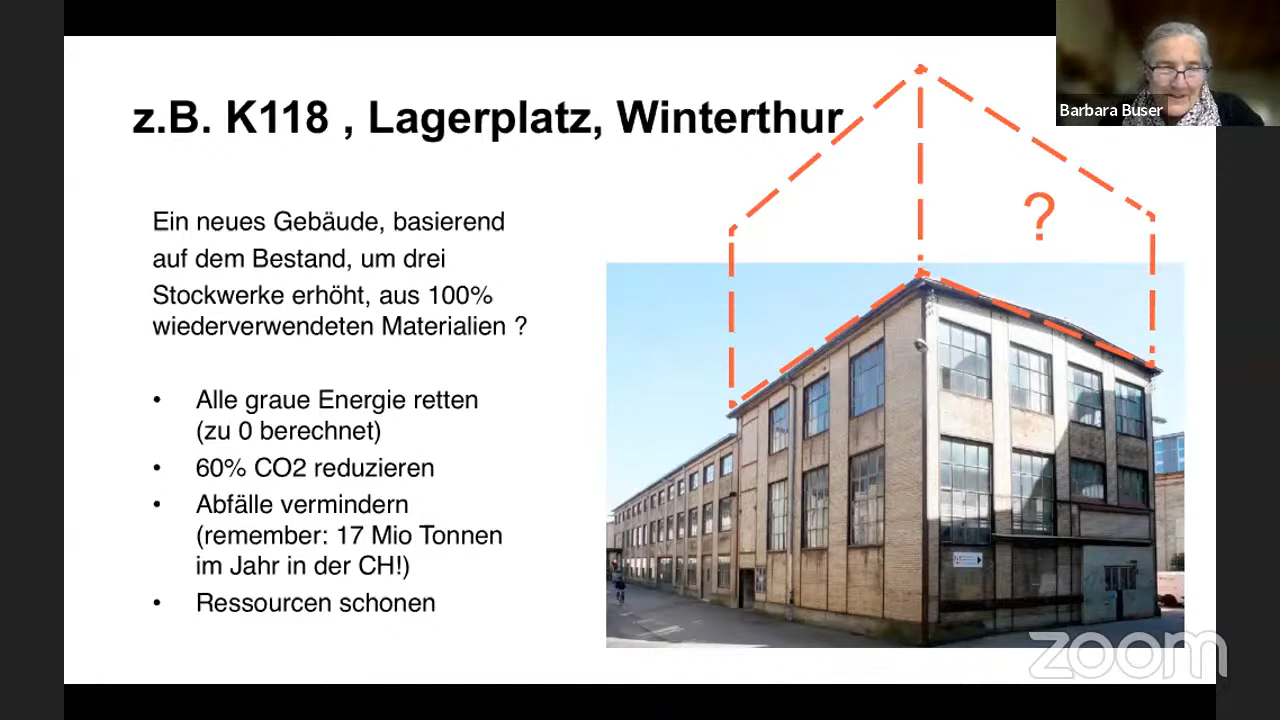 z.B. K118 , Lagerplatz, Winterthur
Barbara Buser
Ein neues Gebäude, basierend
auf dem Bestand, um drei
Stockwerke erhöht, aus 100%
wiederverwendeten Materialien ?
?
• Alle graue Energie retten
(zu 0 berechnet)
• 60% CO2 reduzieren
• Abfälle vermindern
(remember: 17 Mio Tonnen
im Jahr in der CH!)
• Ressourcen schonen
zoom